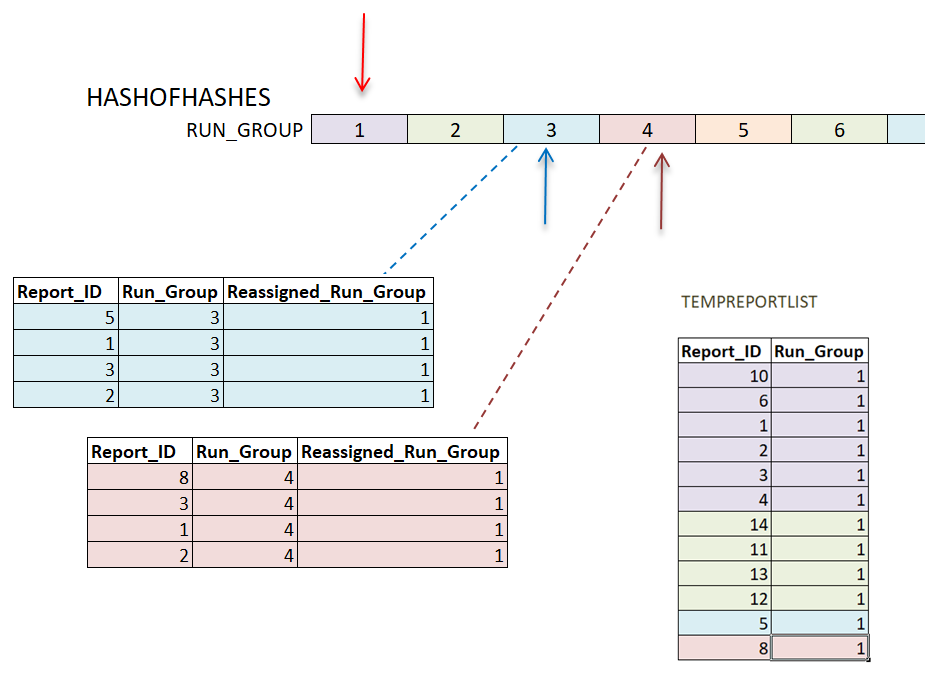 HASHOFHASHES
RUN_GROUP 1 2 3 4 5 6
Report_ID Run_Group Reassigned_Run_Group
5 3 1
1 3 1
3 3 1
2 3 1
Report_ID Run_Group Reassigned_Run_Group
8 4 1
3 4 1
1 4 1
2 4 1
TEMPREPORTLIST
Report_ID Run_Group
10 1
6 1
1 1
2 1
3 1
4 1
14 1
11 1
13 1
12 1
5 1
8 1